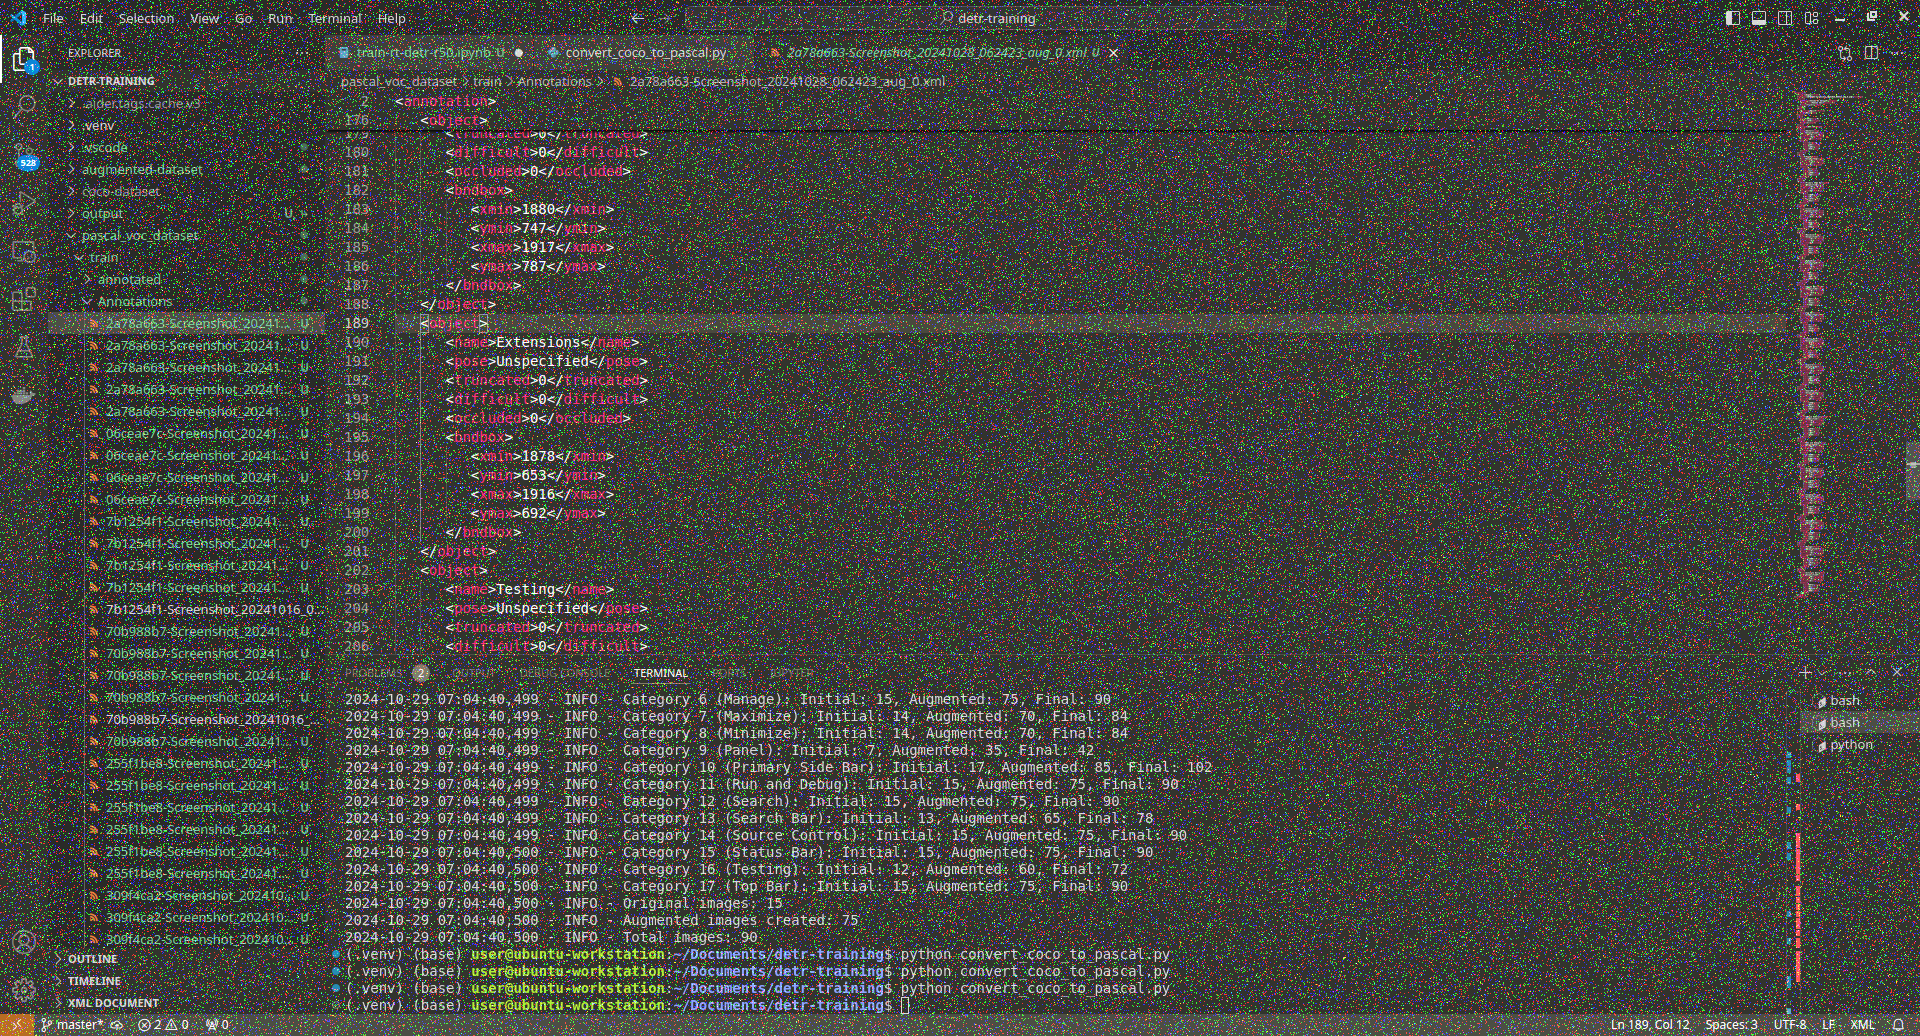 File Edit Selection View Go Run Terminal Help
detr-training
EXPLORER
train-rt-detr-r50.ipynb U
convert_coco_to_pascal.py
2a78a663-Screenshot_20241028_062423_aug_0.xml U
DETR-TRAINING
pascal_voc_dataset > train > Annotations > 2a78a663-Screenshot_20241028_062423_aug_0.xml
.aider.tags.cache.v3
.venv
.vscode
augmented-dataset
coco-dataset
output U
pascal_voc_dataset
train
annotated
Annotations
2a78a663-Screenshot_20241... U
2a78a663-Screenshot_20241... U
2a78a663-Screenshot_20241... U
2a78a663-Screenshot_20241... U
2a78a663-Screenshot_20241... U
06ceae7c-Screenshot_20241... U
06ceae7c-Screenshot_20241... U
06ceae7c-Screenshot_20241... U
06ceae7c-Screenshot_20241... U
7b1254f1-Screenshot_20241... U
7b1254f1-Screenshot_20241... U
7b1254f1-Screenshot_20241... U
7b1254f1-Screenshot_20241... U
7b1254f1-Screenshot_20241016_0...
70b988b7-Screenshot_20241... U
70b988b7-Screenshot_20241... U
70b988b7-Screenshot_20241... U
70b988b7-Screenshot_20241... U
70b988b7-Screenshot_20241016_
70b988b7-Screenshot_20241... U
255f1be8-Screenshot_20241... U
255f1be8-Screenshot_20241... U
255f1be8-Screenshot_20241... U
255f1be8-Screenshot_20241... U
255f1be8-Screenshot_20241... U
255f1be8-Screenshot_20241... U
309f4ca2-Screenshot_202410... U
309f4ca2-Screenshot_202410... U
309f4ca2-Screenshot_202410... U
OUTLINE
TIMELINE
XML DOCUMENT
1
528
2 <annotation>
176 <object>
179 <truncated>0</truncated>
180 <difficult>0</difficult>
181 <occluded>0</occluded>
182 <bndbox>
183 <xmin>1880</xmin>
184 <ymin>747</ymin>
185 <xmax>1917</xmax>
186 <ymax>787</ymax>
187 </bndbox>
188 </object>
189 <object>
190 <name>Extensions</name>
191 <pose>Unspecified</pose>
192 <truncated>0</truncated>
193 <difficult>0</difficult>
194 <occluded>0</occluded>
195 <bndbox>
196 <xmin>1878</xmin>
197 <ymin>653</ymin>
198 <xmax>1916</xmax>
199 <ymax>692</ymax>
200 </bndbox>
201 </object>
202 <object>
203 <name>Testing</name>
204 <pose>Unspecified</pose>
205 <truncated>0</truncated>
206 <difficult>0</difficult>
PROBLEMS 2 OUTPUT DEBUG CONSOLE TERMINAL PORTS JUPYTER
2024-10-29 07:04:40,499 - INFO - Category 6 (Manage): Initial: 15, Augmented: 75, Final: 90
2024-10-29 07:04:40,499 - INFO - Category 7 (Maximize): Initial: 14, Augmented: 70, Final: 84
2024-10-29 07:04:40,499 - INFO - Category 8 (Minimize): Initial: 14, Augmented: 70, Final: 84
2024-10-29 07:04:40,499 - INFO - Category 9 (Panel): Initial: 7, Augmented: 35, Final: 42
2024-10-29 07:04:40,499 - INFO - Category 10 (Primary Side Bar): Initial: 17, Augmented: 85, Final: 102
2024-10-29 07:04:40,499 - INFO - Category 11 (Run and Debug): Initial: 15, Augmented: 75, Final: 90
2024-10-29 07:04:40,499 - INFO - Category 12 (Search): Initial: 15, Augmented: 75, Final: 90
2024-10-29 07:04:40,499 - INFO - Category 13 (Search Bar): Initial: 13, Augmented: 65, Final: 78
2024-10-29 07:04:40,499 - INFO - Category 14 (Source Control): Initial: 15, Augmented: 75, Final: 90
2024-10-29 07:04:40,500 - INFO - Category 15 (Status Bar): Initial: 15, Augmented: 75, Final: 90
2024-10-29 07:04:40,500 - INFO - Category 16 (Testing): Initial: 12, Augmented: 60, Final: 72
2024-10-29 07:04:40,500 - INFO - Category 17 (Top Bar): Initial: 15, Augmented: 75, Final: 90
2024-10-29 07:04:40,500 - INFO - Original images: 15
2024-10-29 07:04:40,500 - INFO - Augmented images created: 75
2024-10-29 07:04:40,500 - INFO - Total images: 90
(.venv) (base) user@ubuntu-workstation:~/Documents/detr-training$ python convert_coco_to_pascal.py
(.venv) (base) user@ubuntu-workstation:~/Documents/detr-training$ python convert_coco_to_pascal.py
(.venv) (base) user@ubuntu-workstation:~/Documents/detr-training$ python convert_coco_to_pascal.py
(.venv) (base) user@ubuntu-workstation:~/Documents/detr-training$
bash
bash
python
master* 2 0 0
Ln 189, Col 12 Spaces: 3 UTF-8 LF XML